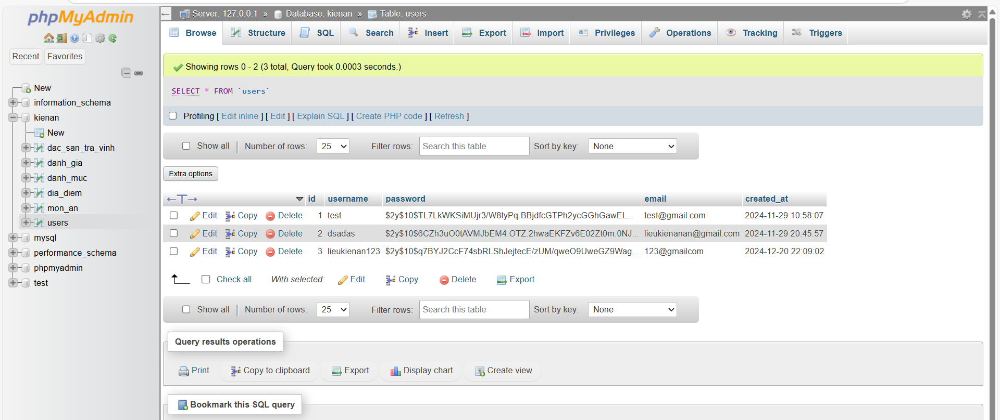 phpMyAdmin
Recent Favorites
New
information_schema
kienan
New
dac_san_tra_vinh
danh_gia
danh_muc
dia_diem
mon_an
users
mysql
performance_schema
phpmyadmin
test
Server: 127.0.0.1 » Database: kienan » Table: users
Browse Structure SQL Search Insert Export Import Privileges Operations Tracking Triggers
Showing rows 0 - 2 (3 total, Query took 0.0003 seconds.)
SELECT * FROM `users`
Profiling [ Edit inline ] [ Edit ] [ Explain SQL ] [ Create PHP code ] [ Refresh ]
Show all Number of rows: 25 Filter rows: Search this table Sort by key: None
Extra options
id username password email created_at
Edit Copy Delete 1 test $2y$10$TL7LkWKSiMUjr3/W8tyPq.BBjdfcGTPh2ycGGhGawEL... test@gmail.com 2024-11-29 10:58:07
Edit Copy Delete 2 dsadas $2y$10$6CZh3uO0tAVMJbEM4.OTZ.2hwaEKFZv6E02Zt0m.0NJ... lieukienanan@gmail.com 2024-11-29 20:45:57
Edit Copy Delete 3 lieukienan123 $2y$10$q7BYJ2CcF74sbRLShJejtecE/zUM/qweO9UweGZ9Wag... 123@gmailcom 2024-12-20 22:09:02
Check all With selected: Edit Copy Delete Export
Show all Number of rows: 25 Filter rows: Search this table Sort by key: None
Query results operations
Print Copy to clipboard Export Display chart Create view
Bookmark this SQL query